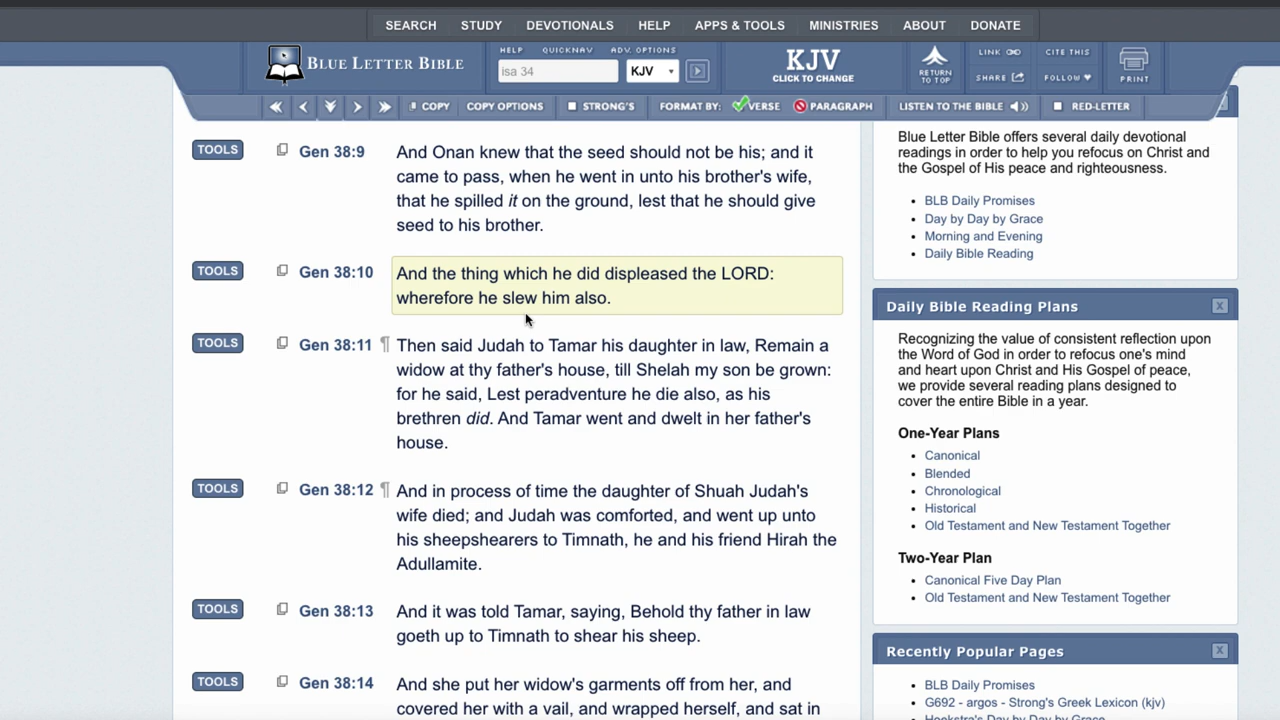 SEARCH STUDY DEVOTIONALS HELP APPS & TOOLS MINISTRIES ABOUT DONATE
BLUE LETTER BIBLE
HELP QUICKNAV ADV. OPTIONS
isa 34 KJV
KJV
CLICK TO CHANGE
RETURN
TO TOP
LINK CITE THIS
SHARE FOLLOW
PRINT
COPY COPY OPTIONS STRONG'S FORMAT BY: VERSE PARAGRAPH LISTEN TO THE BIBLE RED-LETTER
TOOLS Gen 38:9 And Onan knew that the seed should not be his; and it
came to pass, when he went in unto his brother's wife,
that he spilled it on the ground, lest that he should give
seed to his brother.
TOOLS Gen 38:10 And the thing which he did displeased the LORD:
wherefore he slew him also.
TOOLS Gen 38:11 ¶ Then said Judah to Tamar his daughter in law, Remain a
widow at thy father's house, till Shelah my son be grown:
for he said, Lest peradventure he die also, as his
brethren did. And Tamar went and dwelt in her father's
house.
TOOLS Gen 38:12 ¶ And in process of time the daughter of Shuah Judah's
wife died; and Judah was comforted, and went up unto
his sheepshearers to Timnath, he and his friend Hirah the
Adullamite.
TOOLS Gen 38:13 And it was told Tamar, saying, Behold thy father in law
goeth up to Timnath to shear his sheep.
TOOLS Gen 38:14 And she put her widow's garments off from her, and
covered her with a vail, and wrapped herself, and sat in
Blue Letter Bible offers several daily devotional
readings in order to help you refocus on Christ and
the Gospel of His peace and righteousness.
BLB Daily Promises
Day by Day by Grace
Morning and Evening
Daily Bible Reading
Daily Bible Reading Plans X
Recognizing the value of consistent reflection upon
the Word of God in order to refocus one's mind
and heart upon Christ and His Gospel of peace,
we provide several reading plans designed to
cover the entire Bible in a year.
One-Year Plans
Canonical
Blended
Chronological
Historical
Old Testament and New Testament Together
Two-Year Plan
Canonical Five Day Plan
Old Testament and New Testament Together
Recently Popular Pages X
BLB Daily Promises
G692 - argos - Strong's Greek Lexicon (kjv)
Hoekstra's Day by Day by Grace